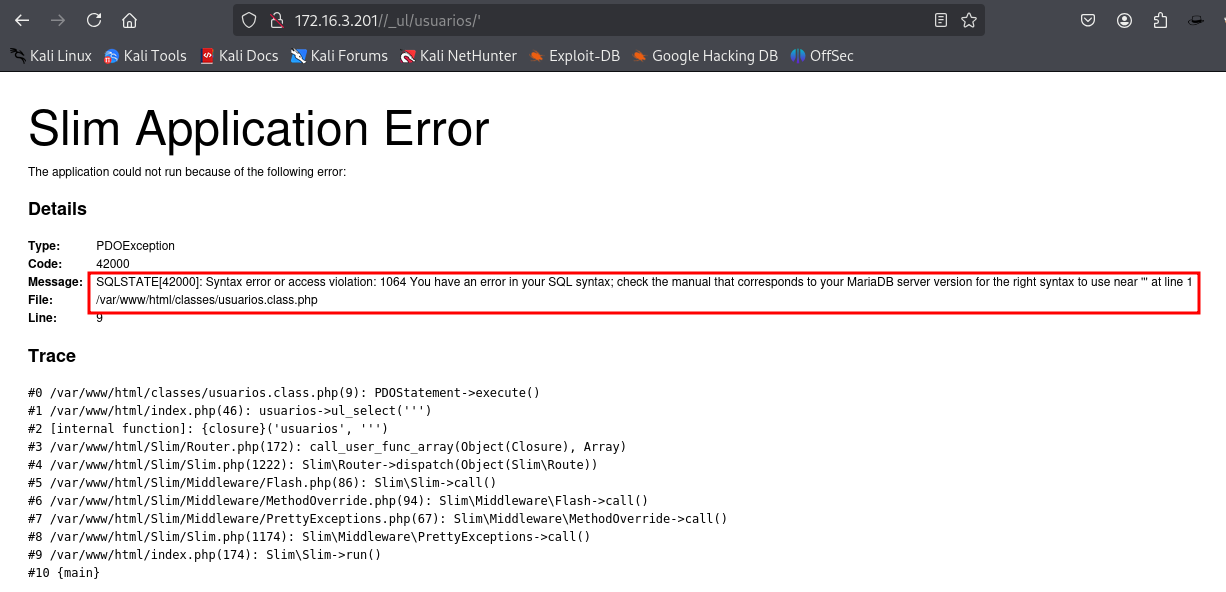 172.16.3.201//_ul/usuarios/'
Kali Linux Kali Tools Kali Docs Kali Forums Kali NetHunter Exploit-DB Google Hacking DB OffSec
Slim Application Error
The application could not run because of the following error:
Details
Type: PDOException
Code: 42000
Message: SQLSTATE[42000]: Syntax error or access violation: 1064 You have an error in your SQL syntax; check the manual that corresponds to your MariaDB server version for the right syntax to use near ''' at line 1
File: /var/www/html/classes/usuarios.class.php
Line: 9
Trace
#0 /var/www/html/classes/usuarios.class.php(9): PDOStatement->execute()
#1 /var/www/html/index.php(46): usuarios->ul_select(''')
#2 [internal function]: {closure}('usuarios', ''')
#3 /var/www/html/Slim/Router.php(172): call_user_func_array(Object(Closure), Array)
#4 /var/www/html/Slim/Slim.php(1222): Slim\Router->dispatch(Object(Slim\Route))
#5 /var/www/html/Slim/Middleware/Flash.php(86): Slim\Slim->call()
#6 /var/www/html/Slim/Middleware/MethodOverride.php(94): Slim\Middleware\Flash->call()
#7 /var/www/html/Slim/Middleware/PrettyExceptions.php(67): Slim\Middleware\MethodOverride->call()
#8 /var/www/html/Slim/Slim.php(1174): Slim\Middleware\PrettyExceptions->call()
#9 /var/www/html/index.php(174): Slim\Slim->run()
#10 {main}